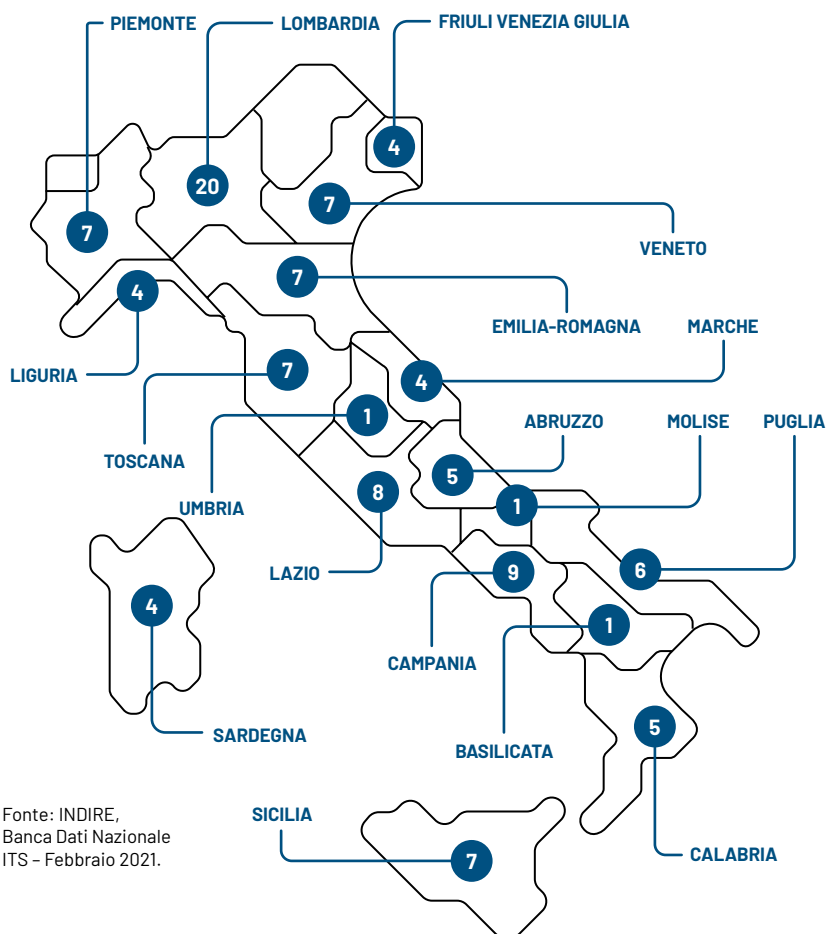 PIEMONTE
LOMBARDIA
FRIULI VENEZIA GIULIA
4
20
7
7
VENETO
7
4
EMILIA-ROMAGNA
MARCHE
LIGURIA
7
4
1
ABRUZZO
MOLISE
PUGLIA
TOSCANA
5
8
1
UMBRIA
LAZIO
9
6
4
1
CAMPANIA
SARDEGNA
BASILICATA
5
Fonte: INDIRE,
Banca Dati Nazionale
ITS – Febbraio 2021.
SICILIA
7
CALABRIA